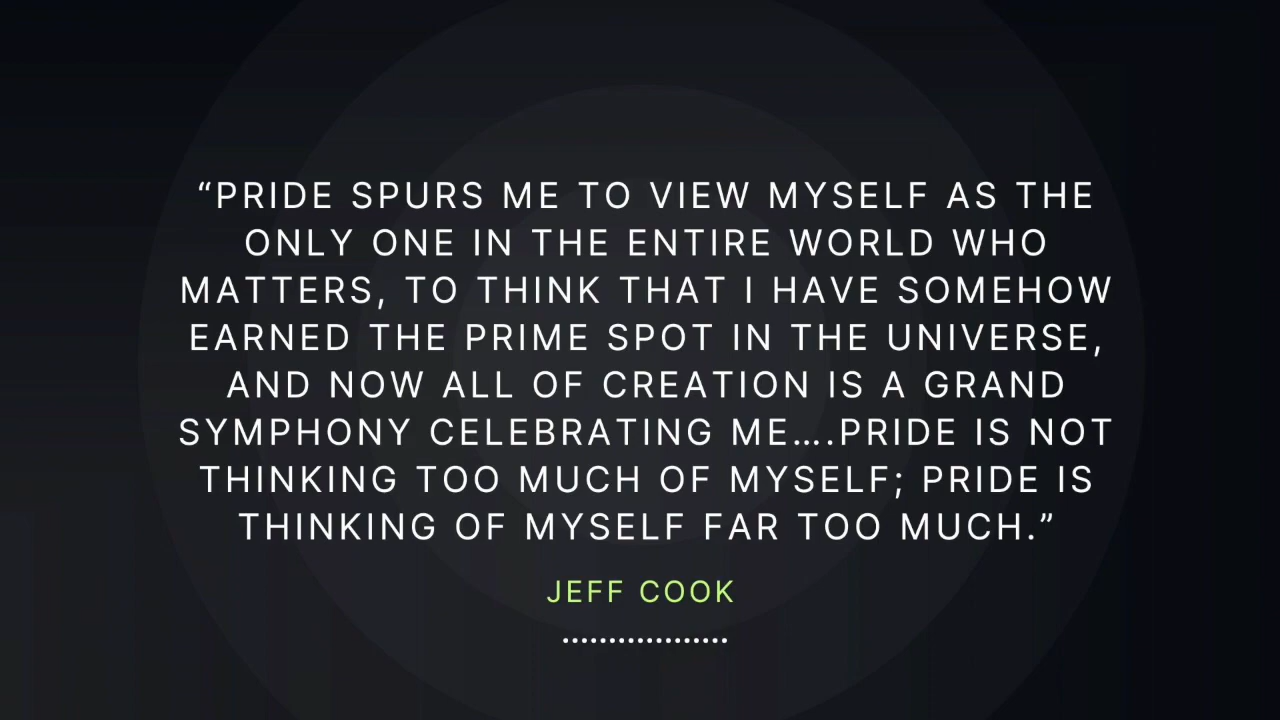 “PRIDE SPURS ME TO VIEW MYSELF AS THE
ONLY ONE IN THE ENTIRE WORLD WHO
MATTERS, TO THINK THAT I HAVE SOMEHOW
EARNED THE PRIME SPOT IN THE UNIVERSE,
AND NOW ALL OF CREATION IS A GRAND
SYMPHONY CELEBRATING ME….PRIDE IS NOT
THINKING TOO MUCH OF MYSELF; PRIDE IS
THINKING OF MYSELF FAR TOO MUCH.”
JEFF COOK